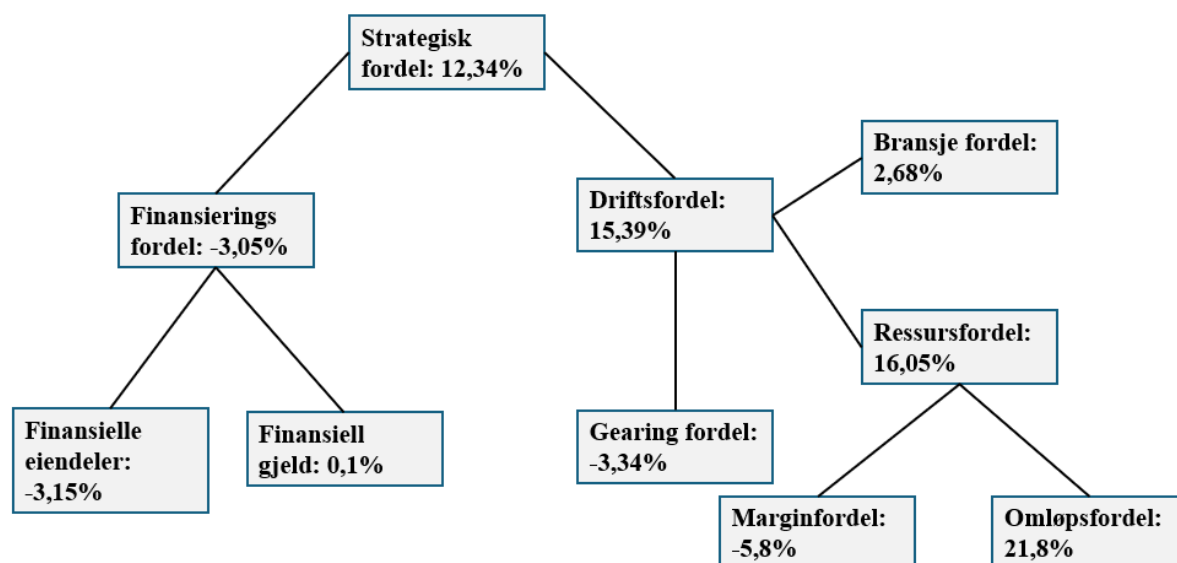 Strategisk
fordel: 12,34%
Bransje fordel:
2,68%
Driftsfordel:
15,39%
Finansierings
fordel: -3,05%
Ressursfordel:
16,05%
Finansielle
eiendeler:
-3,15%
Finansiell
gjeld: 0,1%
Gearing fordel:
-3,34%
Marginfordel:
-5,8%
Omløpsfordel:
21,8%